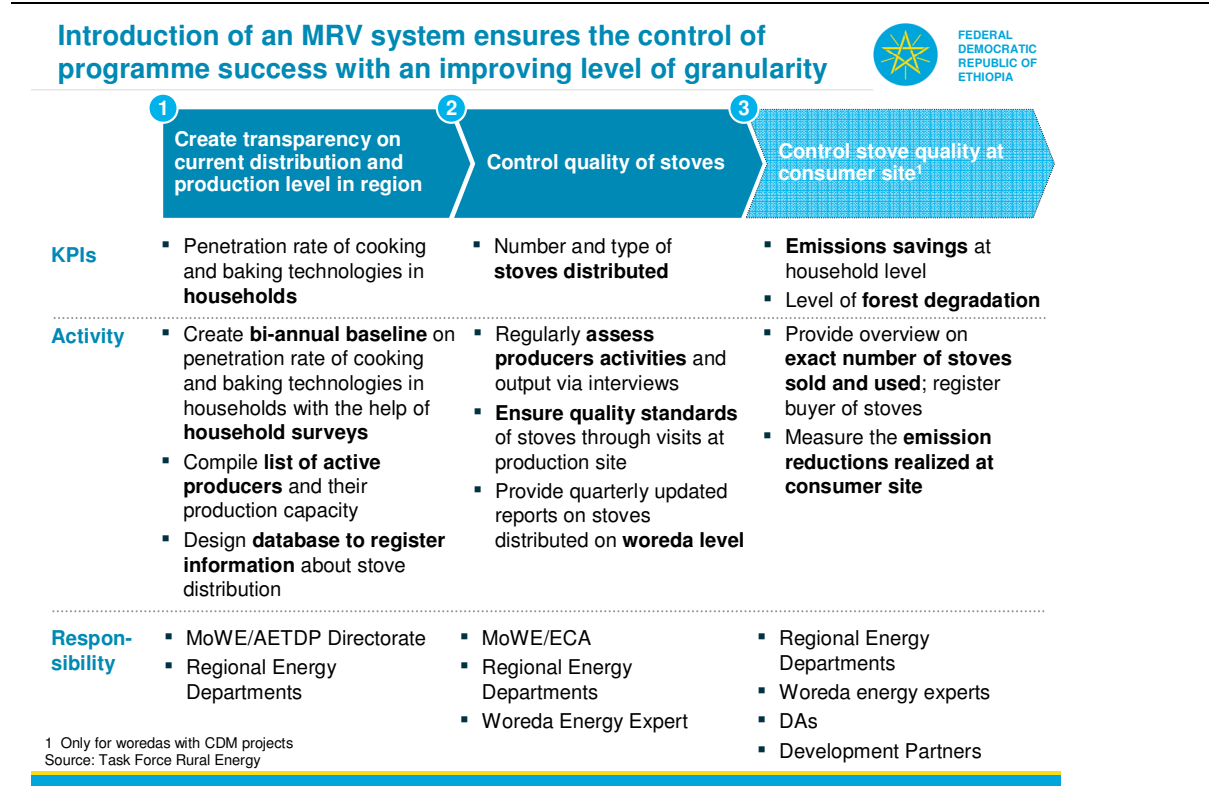 Introduction of an MRV system ensures the control of
programme success with an improving level of granularity
FEDERAL
DEMOCRATIC
REPUBLIC OF
ETHIOPIA
1
Create transparency on
current distribution and
production level in region
2
Control quality of stoves
3
Control stove quality at
consumer site1
KPIs
▪ Penetration rate of cooking
and baking technologies in
households
▪ Number and type of
stoves distributed
▪ Emissions savings at
household level
▪ Level of forest degradation
Activity
▪ Create bi-annual baseline on
penetration rate of cooking
and baking technologies in
households with the help of
household surveys
▪ Compile list of active
producers and their
production capacity
▪ Design database to register
information about stove
distribution
▪ Regularly assess
producers activities and
output via interviews
▪ Ensure quality standards
of stoves through visits at
production site
▪ Provide quarterly updated
reports on stoves
distributed on woreda level
▪ Provide overview on
exact number of stoves
sold and used; register
buyer of stoves
▪ Measure the emission
reductions realized at
consumer site
Respon-
sibility
▪ MoWE/AETDP Directorate
▪ Regional Energy
Departments
▪ MoWE/ECA
▪ Regional Energy
Departments
▪ Woreda Energy Expert
▪ Regional Energy
Departments
▪ Woreda energy experts
▪ DAs
▪ Development Partners
1 Only for woredas with CDM projects
Source: Task Force Rural Energy